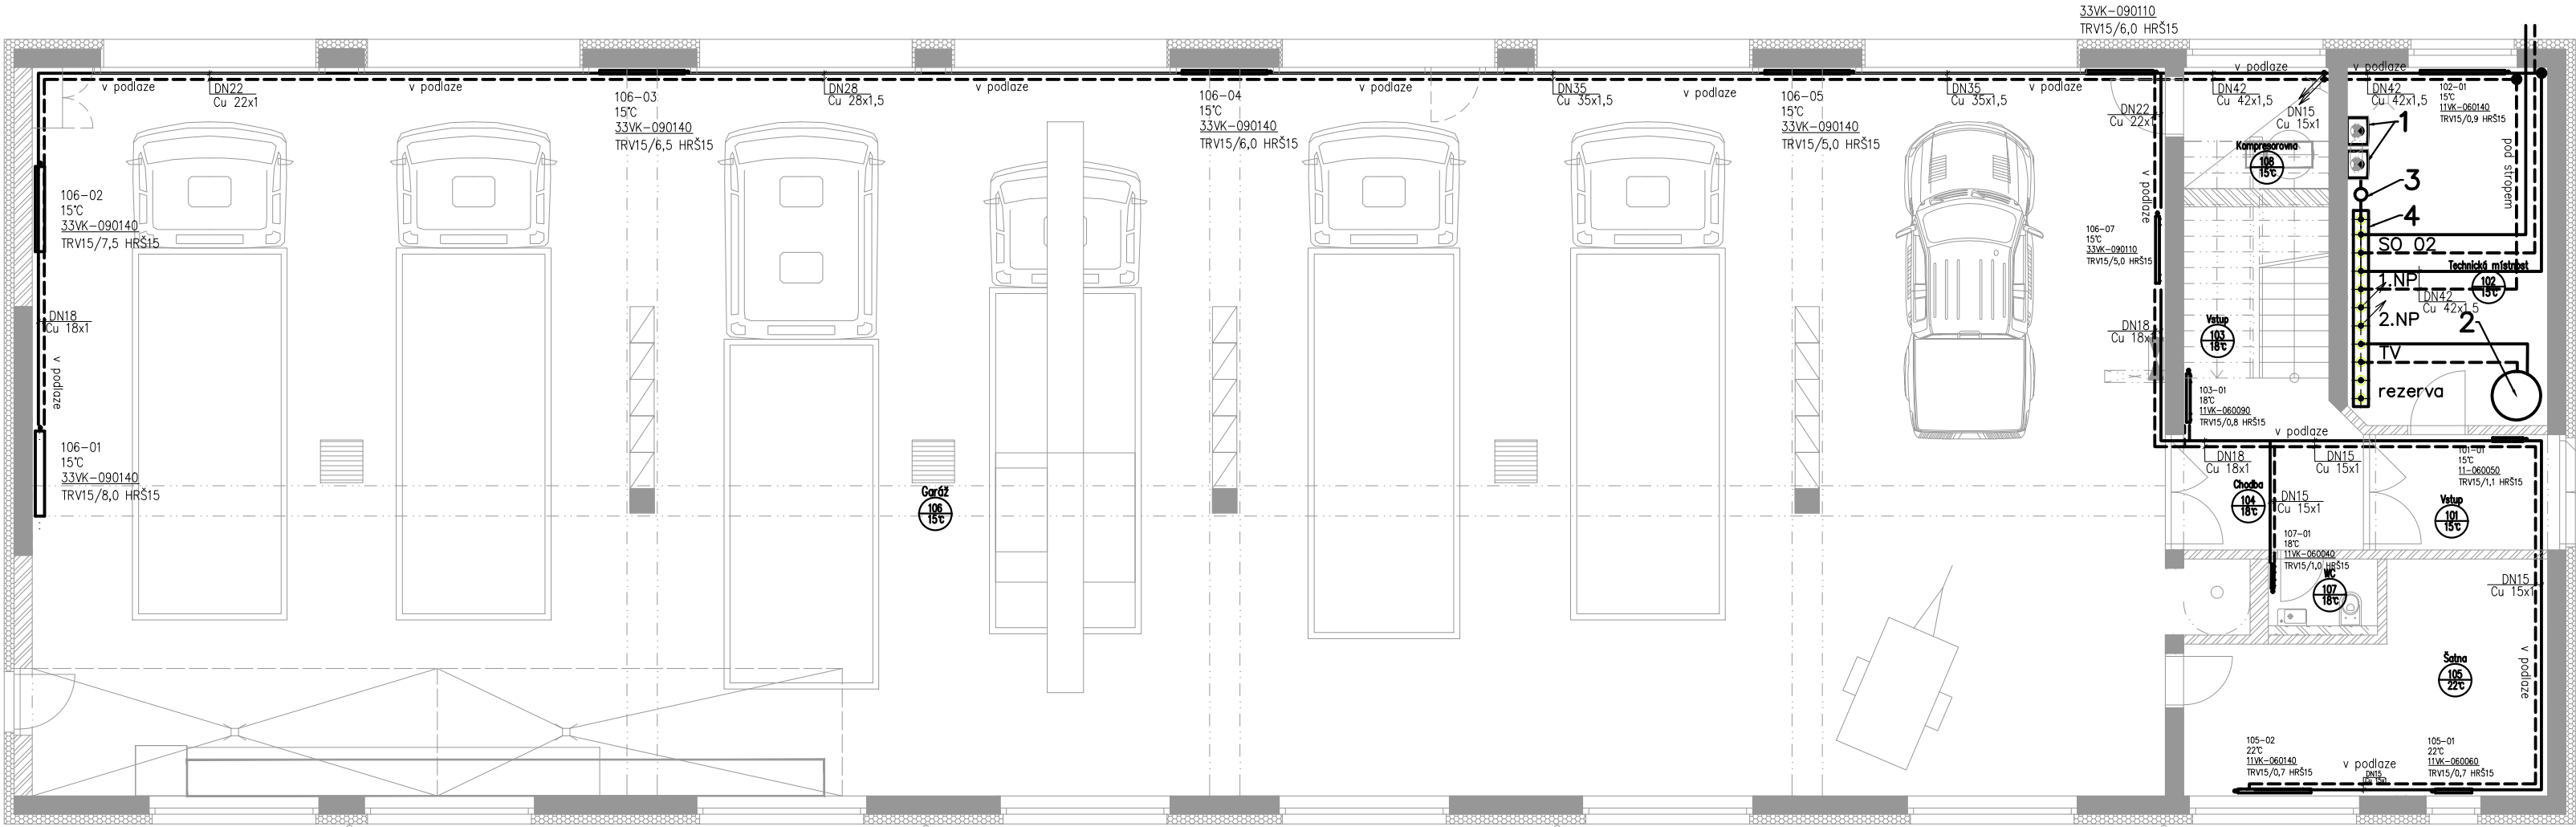 33VK-090110
TRV15/6,0 HRŠ15
v podlaze
DN22
Cu 22x1
v podlaze
DN28
Cu 28x1,5
v podlaze
v podlaze
DN35
Cu 35x1,5
v podlaze
DN35
Cu 35x1,5
v podlaze
v podlaze
DN42
Cu 42x1,5
v podlaze
DN42
Cu 42x1,5
DN15
Cu 15x1
DN22
Cu 22x1
102-01
15°C
11VK-060140
TRV15/0,9 HRŠ15
106-03
15°C
33VK-090140
TRV15/6,5 HRŠ15
106-04
15°C
33VK-090140
TRV15/6,0 HRŠ15
106-05
15°C
33VK-090140
TRV15/5,0 HRŠ15
106-02
15°C
33VK-090140
TRV15/7,5 HRŠ15
DN18
Cu 18x1
v podlaze
106-01
15°C
33VK-090140
TRV15/8,0 HRŠ15
Garáž
106
15°C
v podlaze
106-07
15°C
33VK-090110
TRV15/5,0 HRŠ15
DN18
Cu 18x1
Kompresorovna
108
15°C
Vstup
103
18°C
103-01
18°C
11VK-060090
TRV15/0,8 HRŠ15
1
3
4
pod stropem
SO 02
Technická místnost
102
15°C
1.NP
DN42
Cu 42x1,5
2.NP
2
TV
rezerva
v podlaze
DN18
Cu 18x1
DN15
Cu 15x1
101-01
15°C
11-060050
TRV15/1,1 HRŠ15
Chodba
104
18°C
DN15
Cu 15x1
Vstup
101
15°C
107-01
18°C
11VK-060040
TRV15/1,0 HRŠ15
WC
107
18°C
DN15
Cu 15x1
Šatna
105
22°C
v podlaze
105-02
22°C
11VK-060140
TRV15/0,7 HRŠ15
v podlaze
DN15
105-01
22°C
11VK-060060
TRV15/0,7 HRŠ15